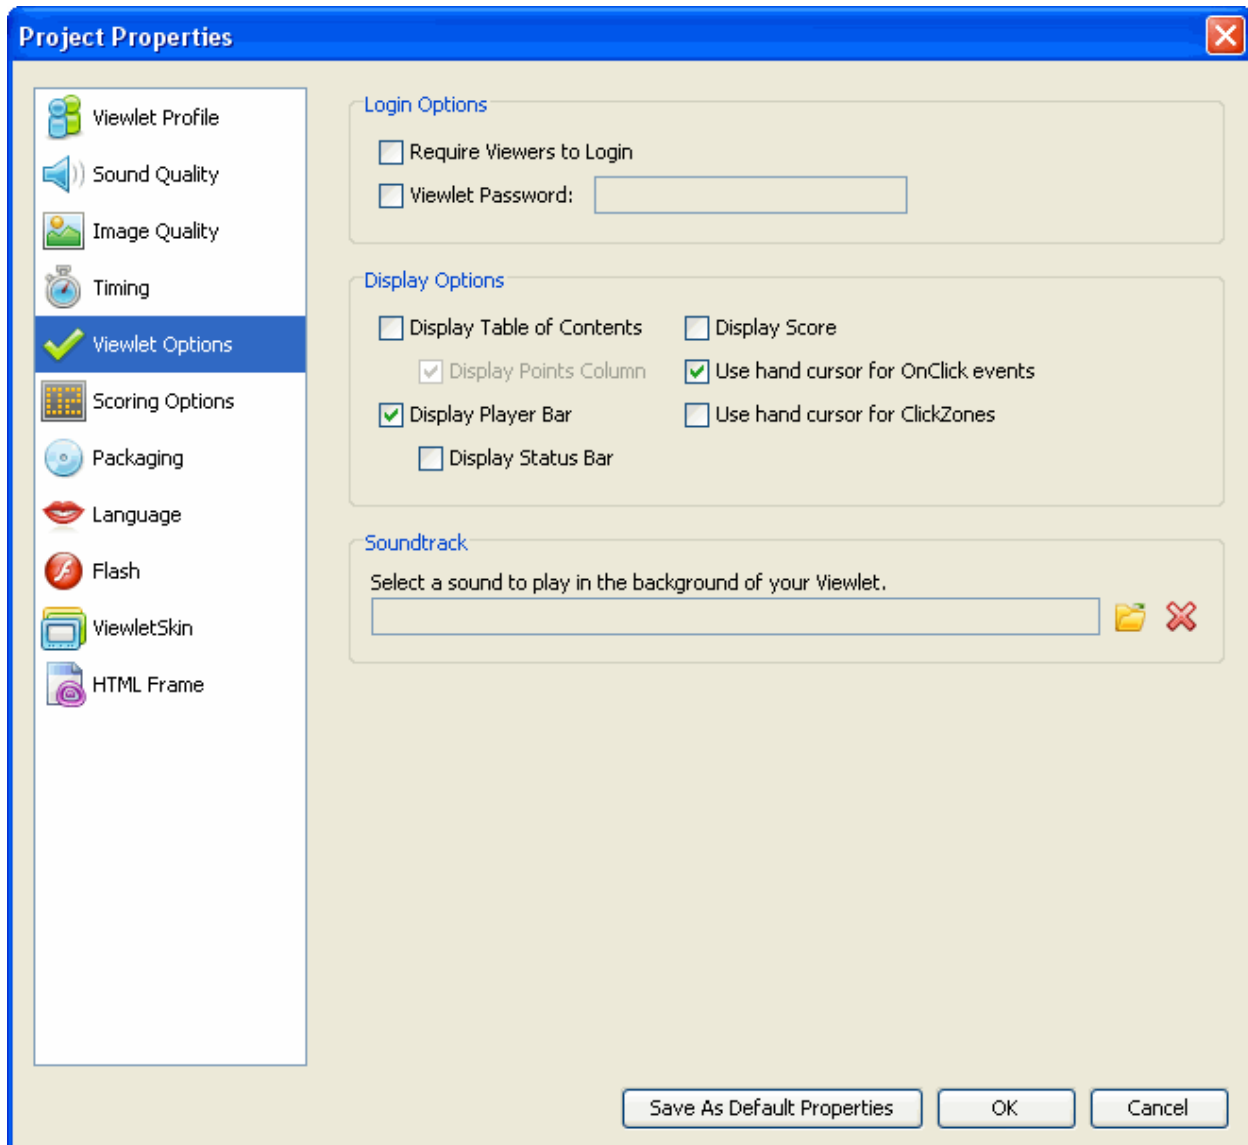 Project Properties
Viewlet Profile
Sound Quality
Image Quality
Timing
Viewlet Options
Scoring Options
Packaging
Language
Flash
ViewletSkin
HTML Frame
Login Options
Require Viewers to Login
Viewlet Password:
Display Options
Display Table of Contents
Display Points Column
Display Player Bar
Display Status Bar
Display Score
Use hand cursor for OnClick events
Use hand cursor for ClickZones
Soundtrack
Select a sound to play in the background of your Viewlet.
Save As Default Properties
OK
Cancel